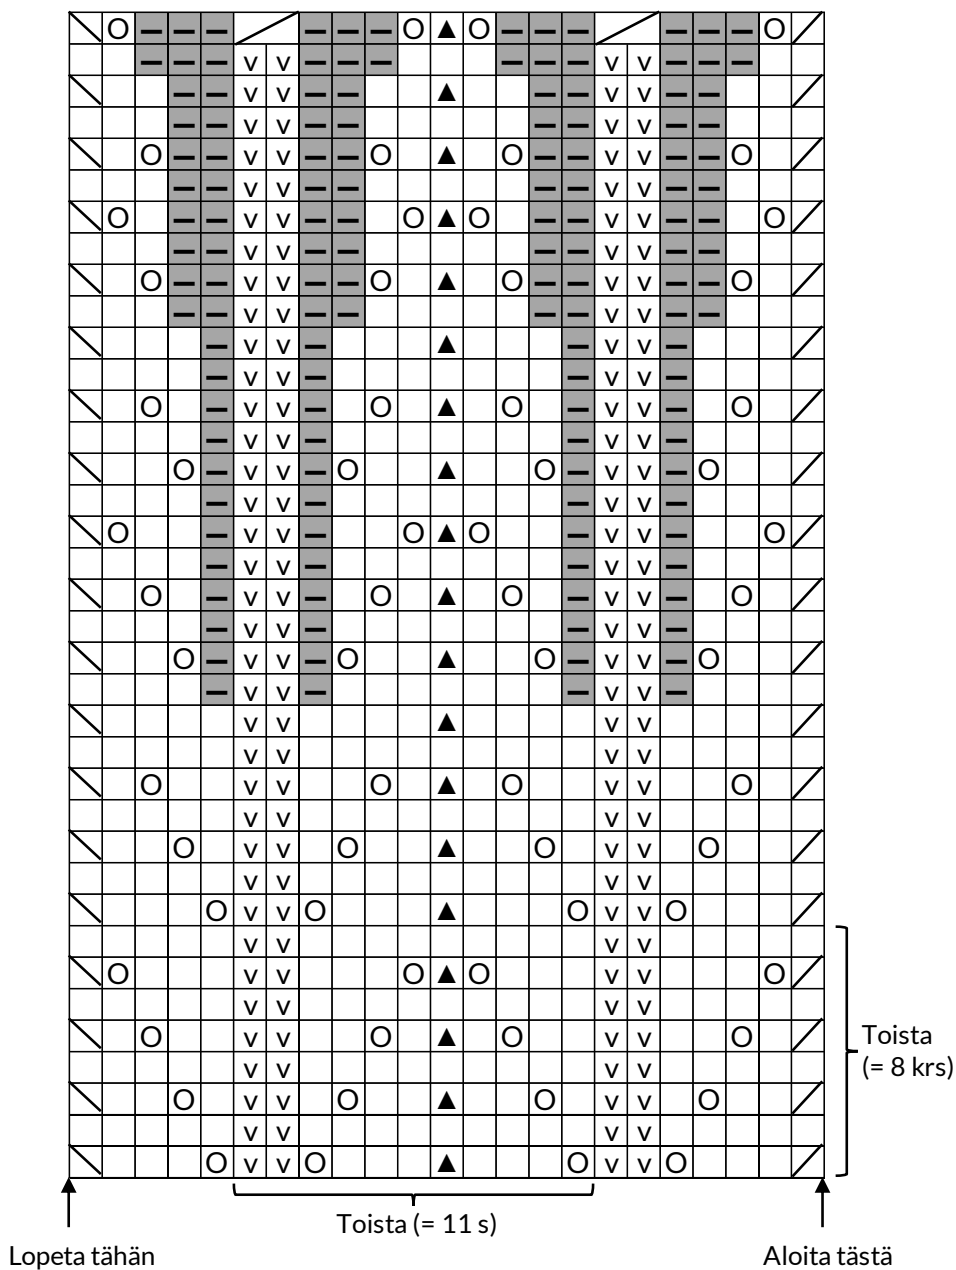 Toista
(= 8 krs)
Toista (= 11 s)
Lopeta tähän
Aloita tästä